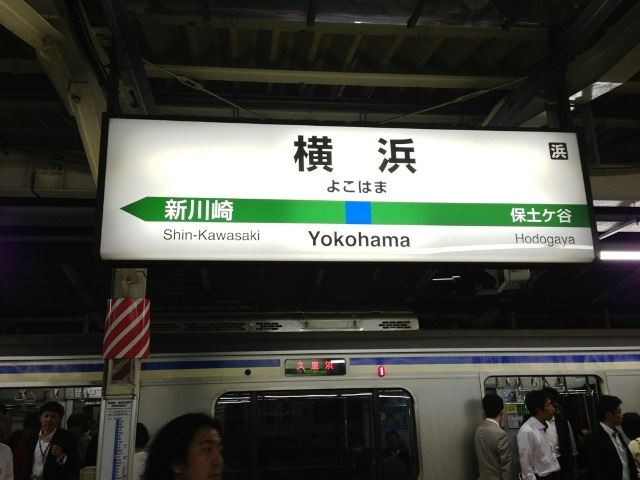 横浜
浜
よこはま
新川崎
保土ケ谷
Shin-Kawasaki
Yokohama
Hodogaya
久里浜